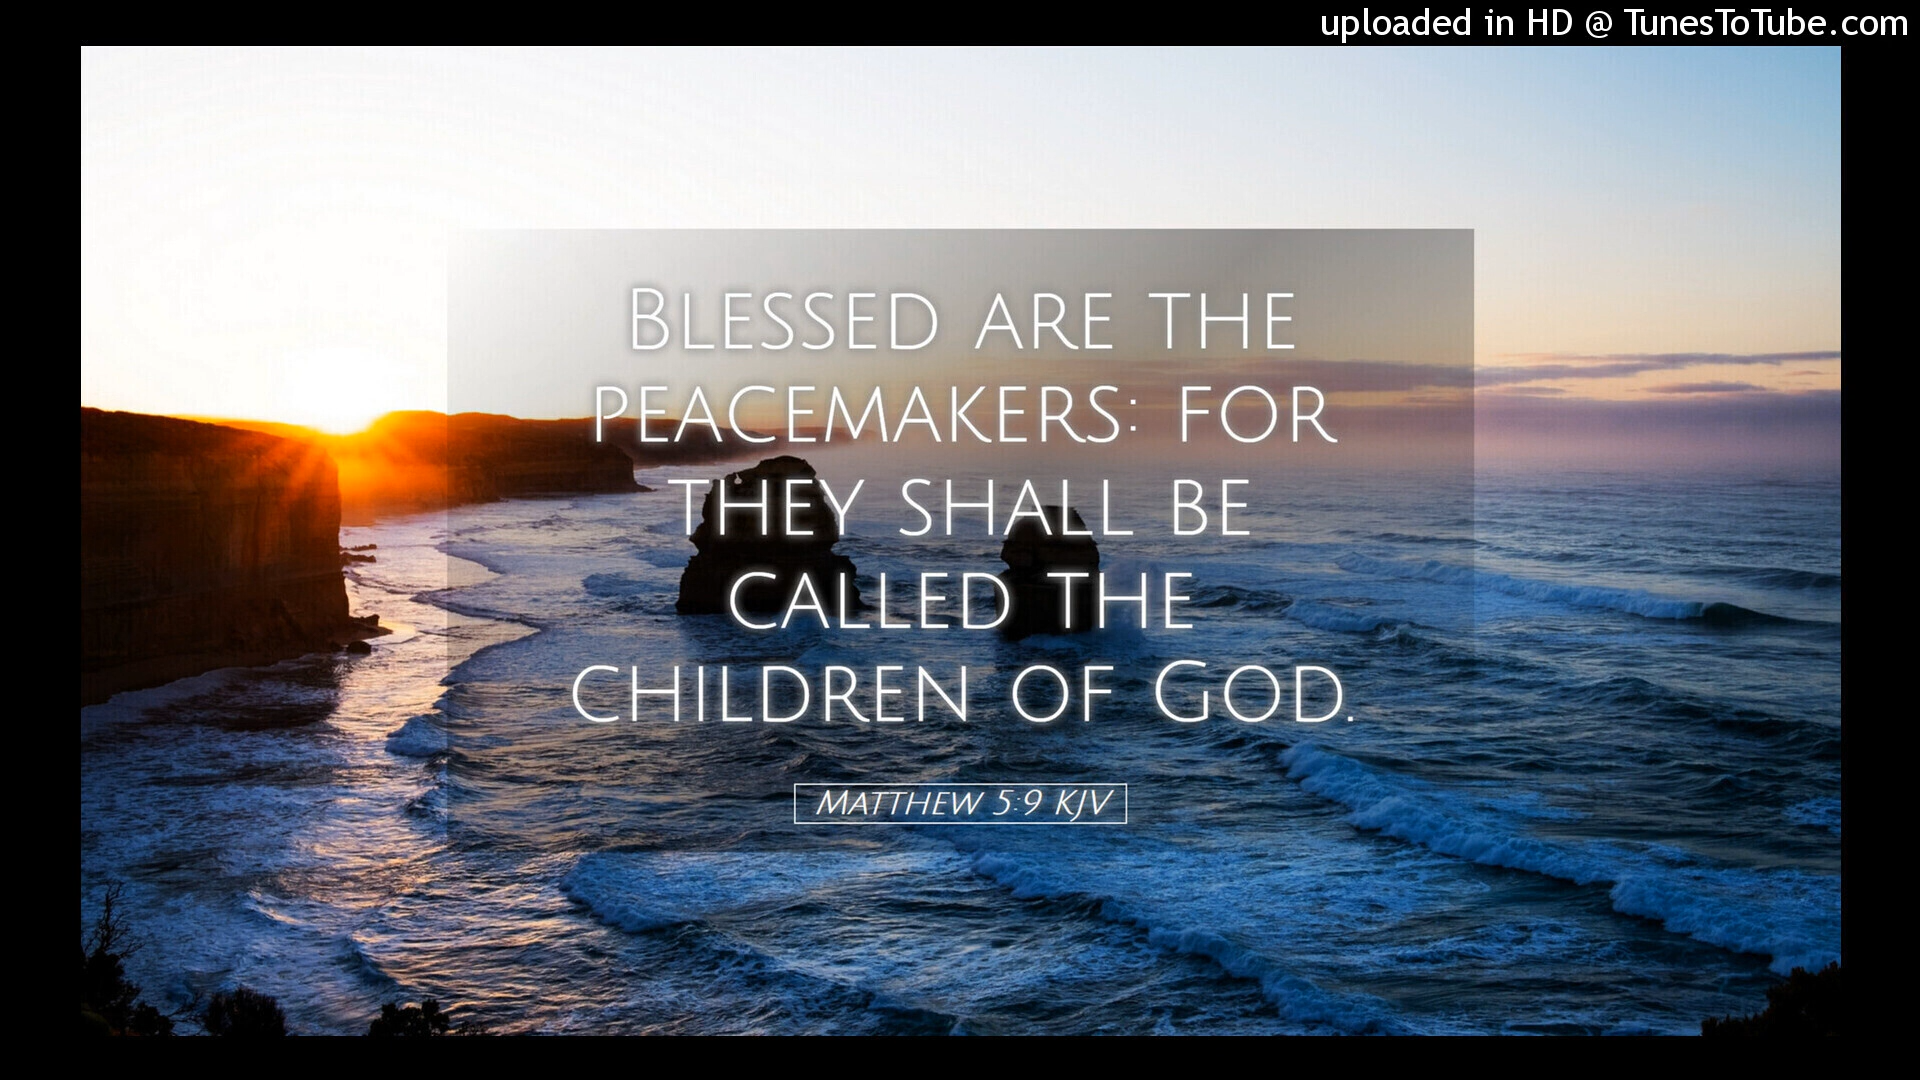 uploaded in HD @ TunesToTube.com
Blessed are the
peacemakers: for
they shall be
called the
children of God.
Matthew 5:9 KJV